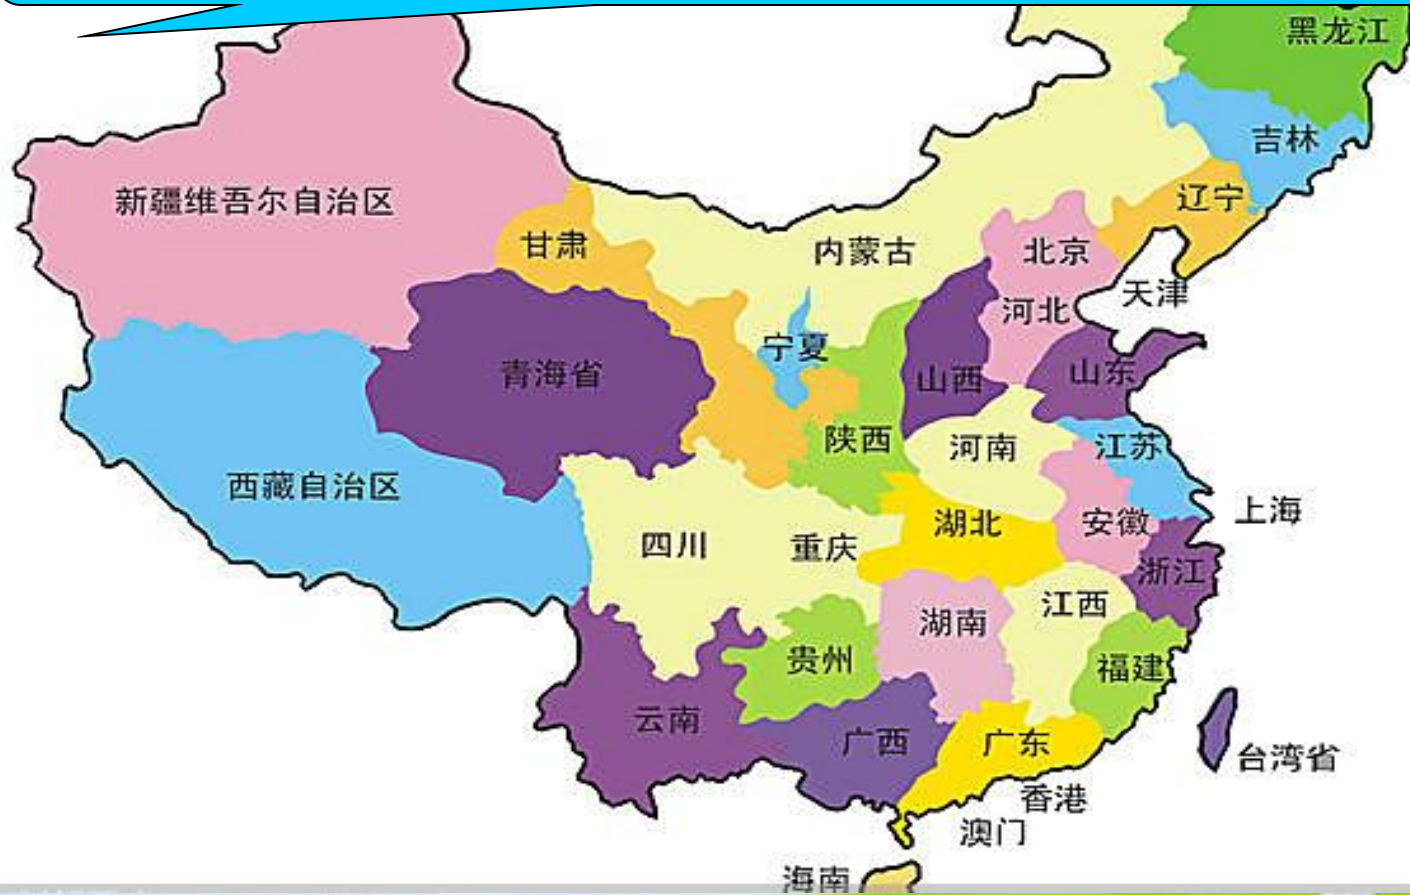 黑龙江
吉林
辽宁
新疆维吾尔自治区
甘肃
内蒙古
北京
天津
河北
宁夏
山西
山东
青海省
陕西
河南
江苏
西藏自治区
上海
湖北
安徽
四川
重庆
浙江
江西
湖南
福建
贵州
云南
广西
广东
台湾省
香港
澳门
海南